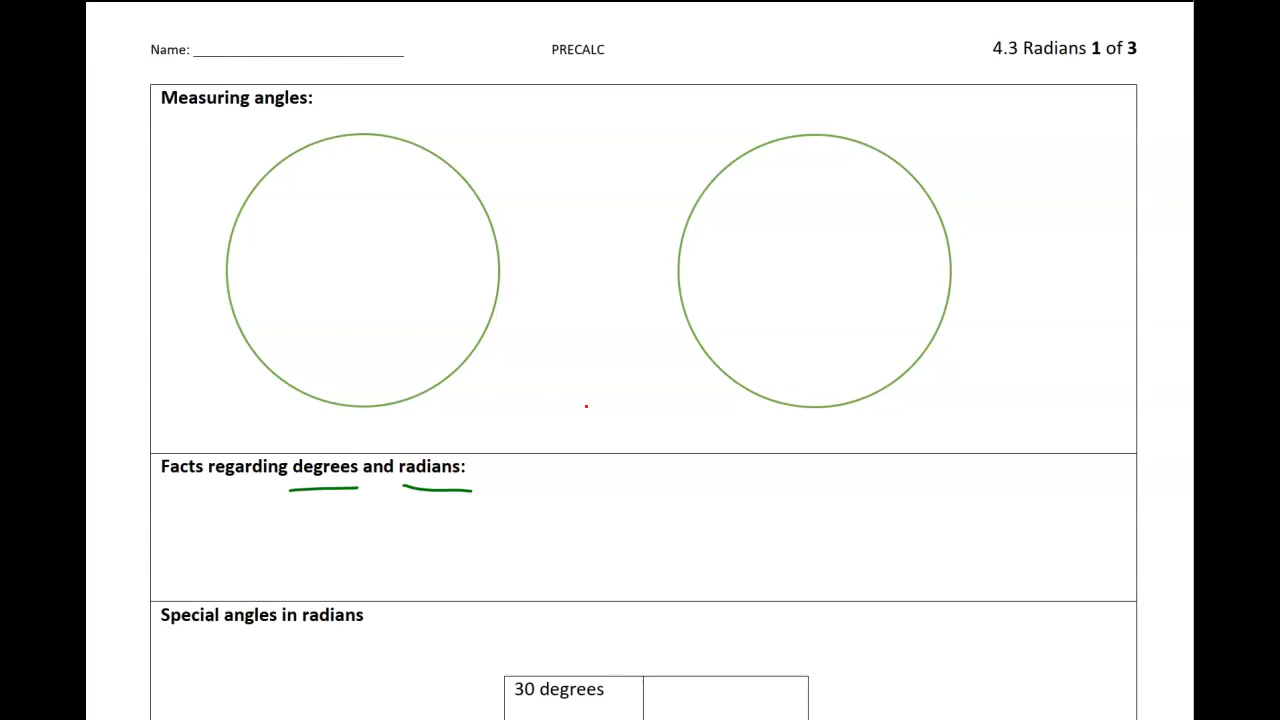 Name: ____________________________ PRECALC 4.3 Radians 1 of 3
Measuring angles:
Facts regarding degrees and radians:
Special angles in radians
30 degrees